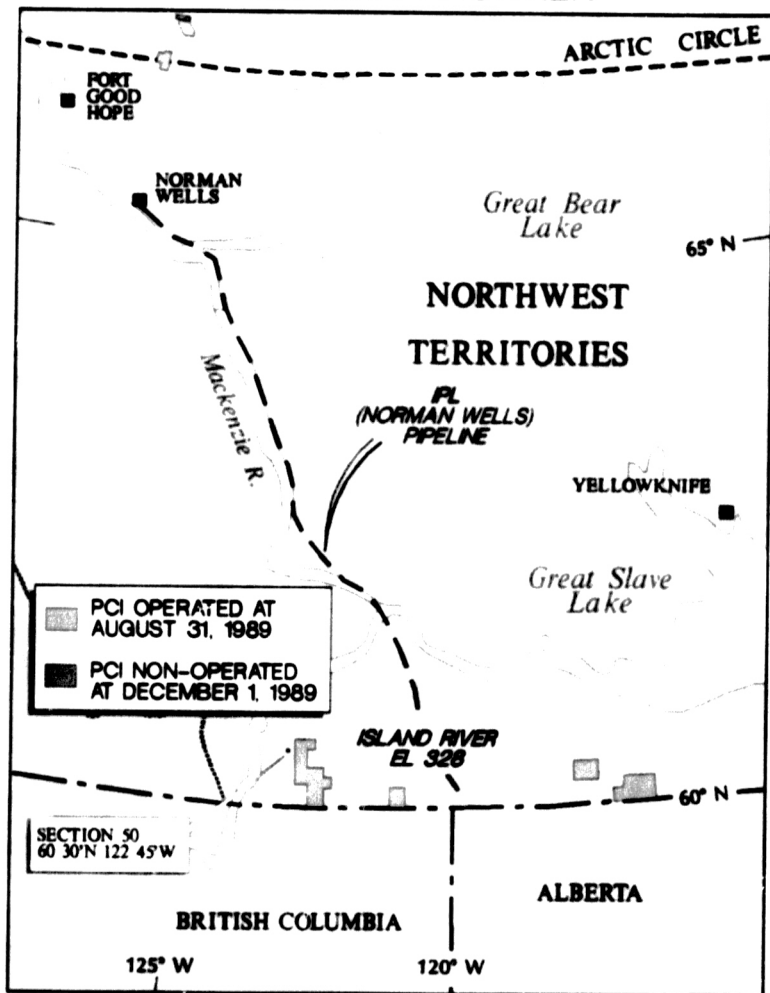 ARCTIC CIRCLE
FORT
GOOD
HOPE
NORMAN
WELLS
Great Bear
Lake
65° N
NORTHWEST
TERRITORIES
Mackenzie R.
IPL
(NORMAN WELLS)
PIPELINE
YELLOWKNIFE
Great Slave
Lake
PCI OPERATED AT
AUGUST 31, 1989
PCI NON-OPERATED
AT DECEMBER 1, 1989
ISLAND RIVER
EL 328
60° N
SECTION 50
60 30'N 122 45'W
ALBERTA
BRITISH COLUMBIA
125° W
120° W